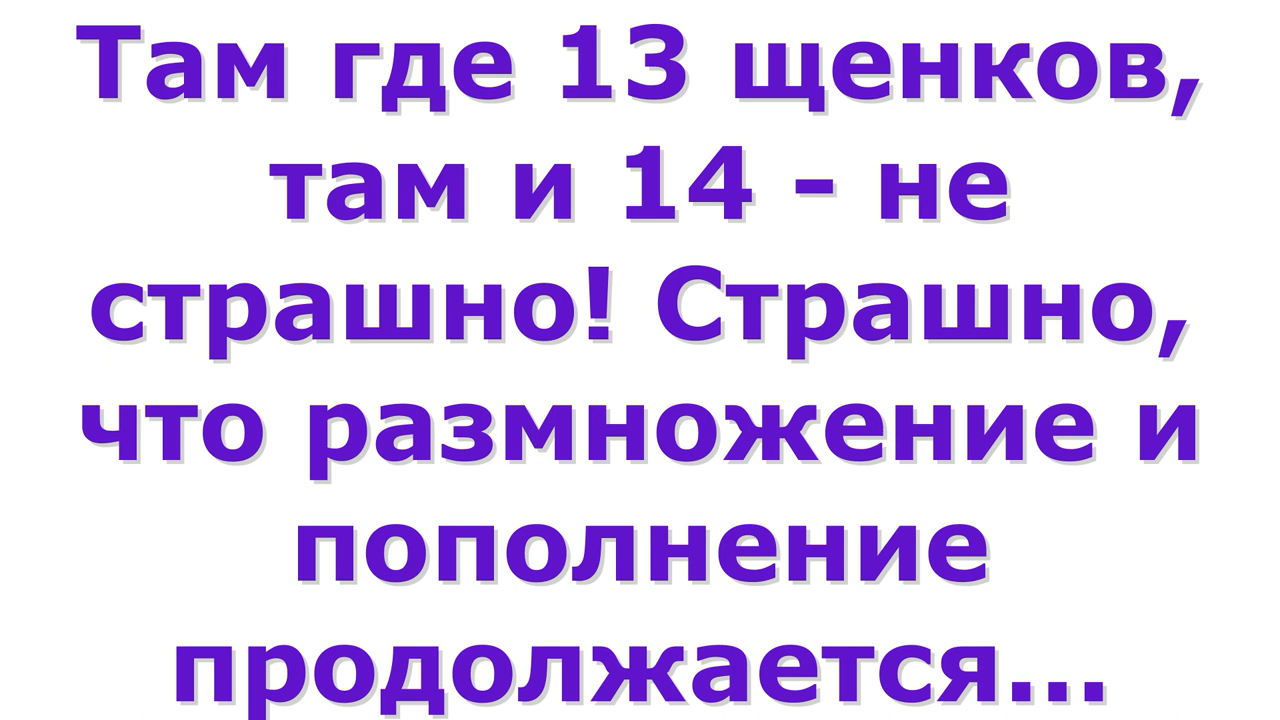 Там где 13 щенков,
там и 14 - не
страшно! Страшно,
что размножение и
пополнение
продолжается...